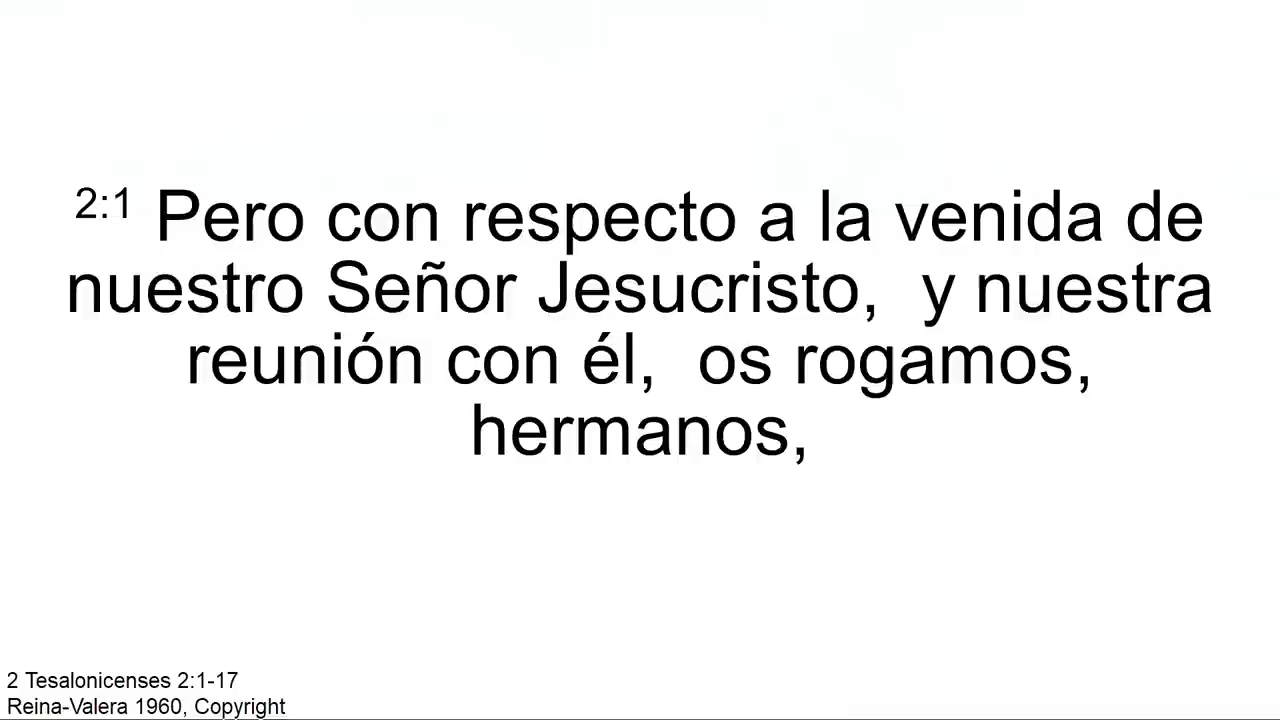 2:1 Pero con respecto a la venida de
nuestro Señor Jesucristo,  y nuestra
reunión con él,  os rogamos,
hermanos,
2 Tesalonicenses 2:1-17
Reina-Valera 1960, Copyright